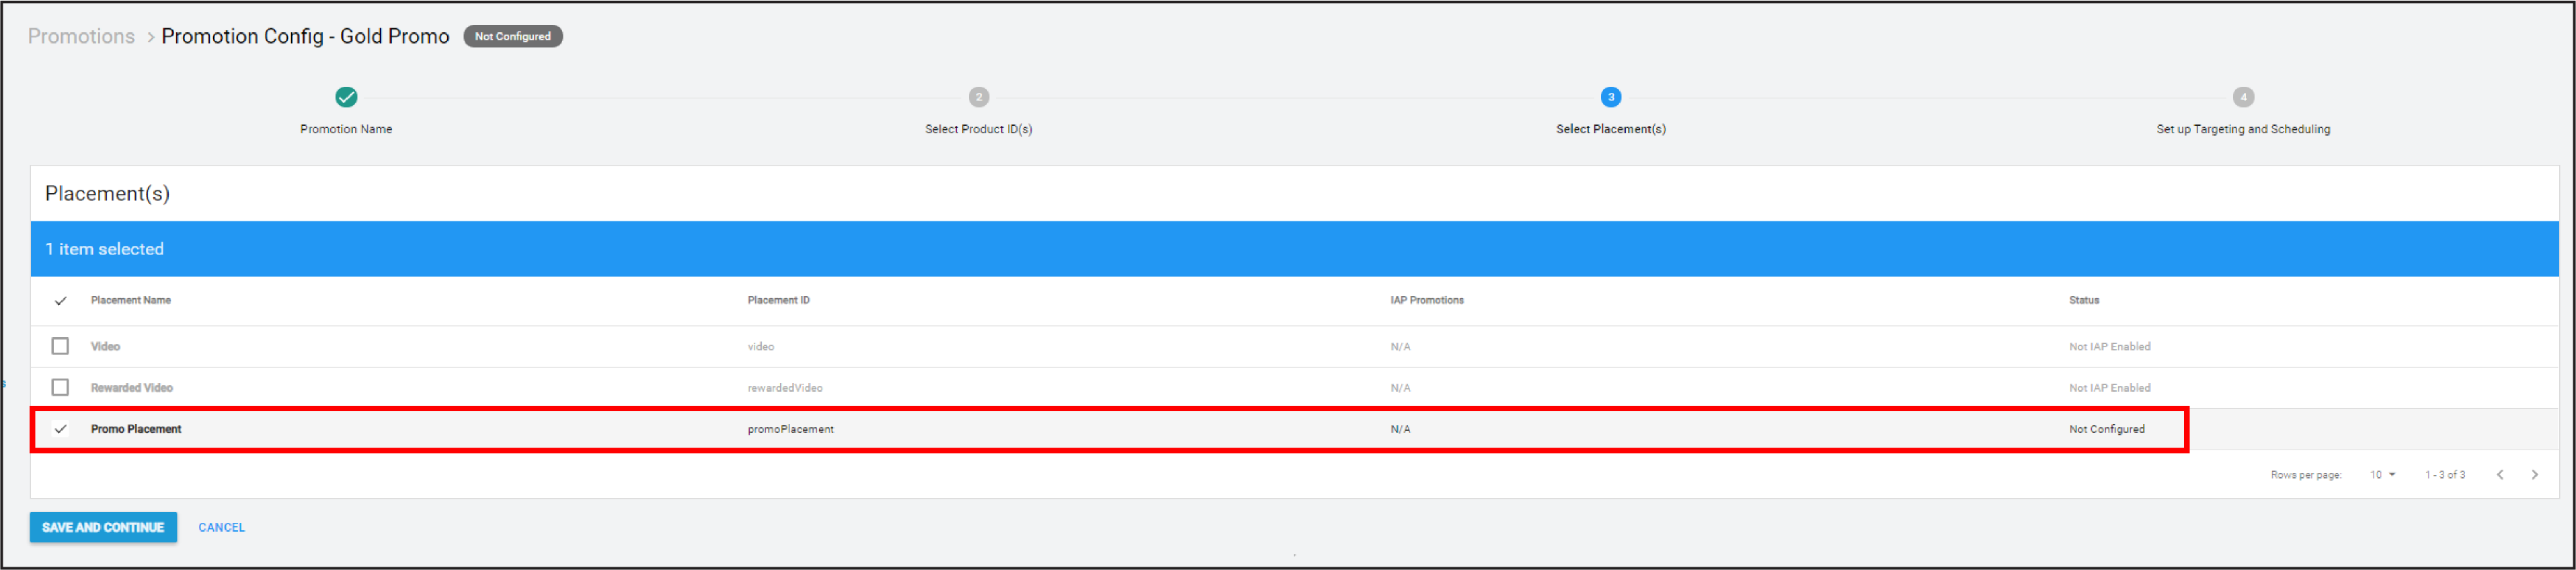 Promotions > Promotion Config - Gold Promo Not Configured
2 3 4
Promotion Name Select Product ID(s) Select Placement(s) Set up Targeting and Scheduling
Placement(s)
1 item selected
Placement Name Placement ID IAP Promotions Status
Video video N/A Not IAP Enabled
s
Rewarded Video rewardedVideo N/A Not IAP Enabled
Promo Placement promoPlacement N/A Not Configured
Rows per page: 10 1 - 3 of 3
SAVE AND CONTINUE CANCEL